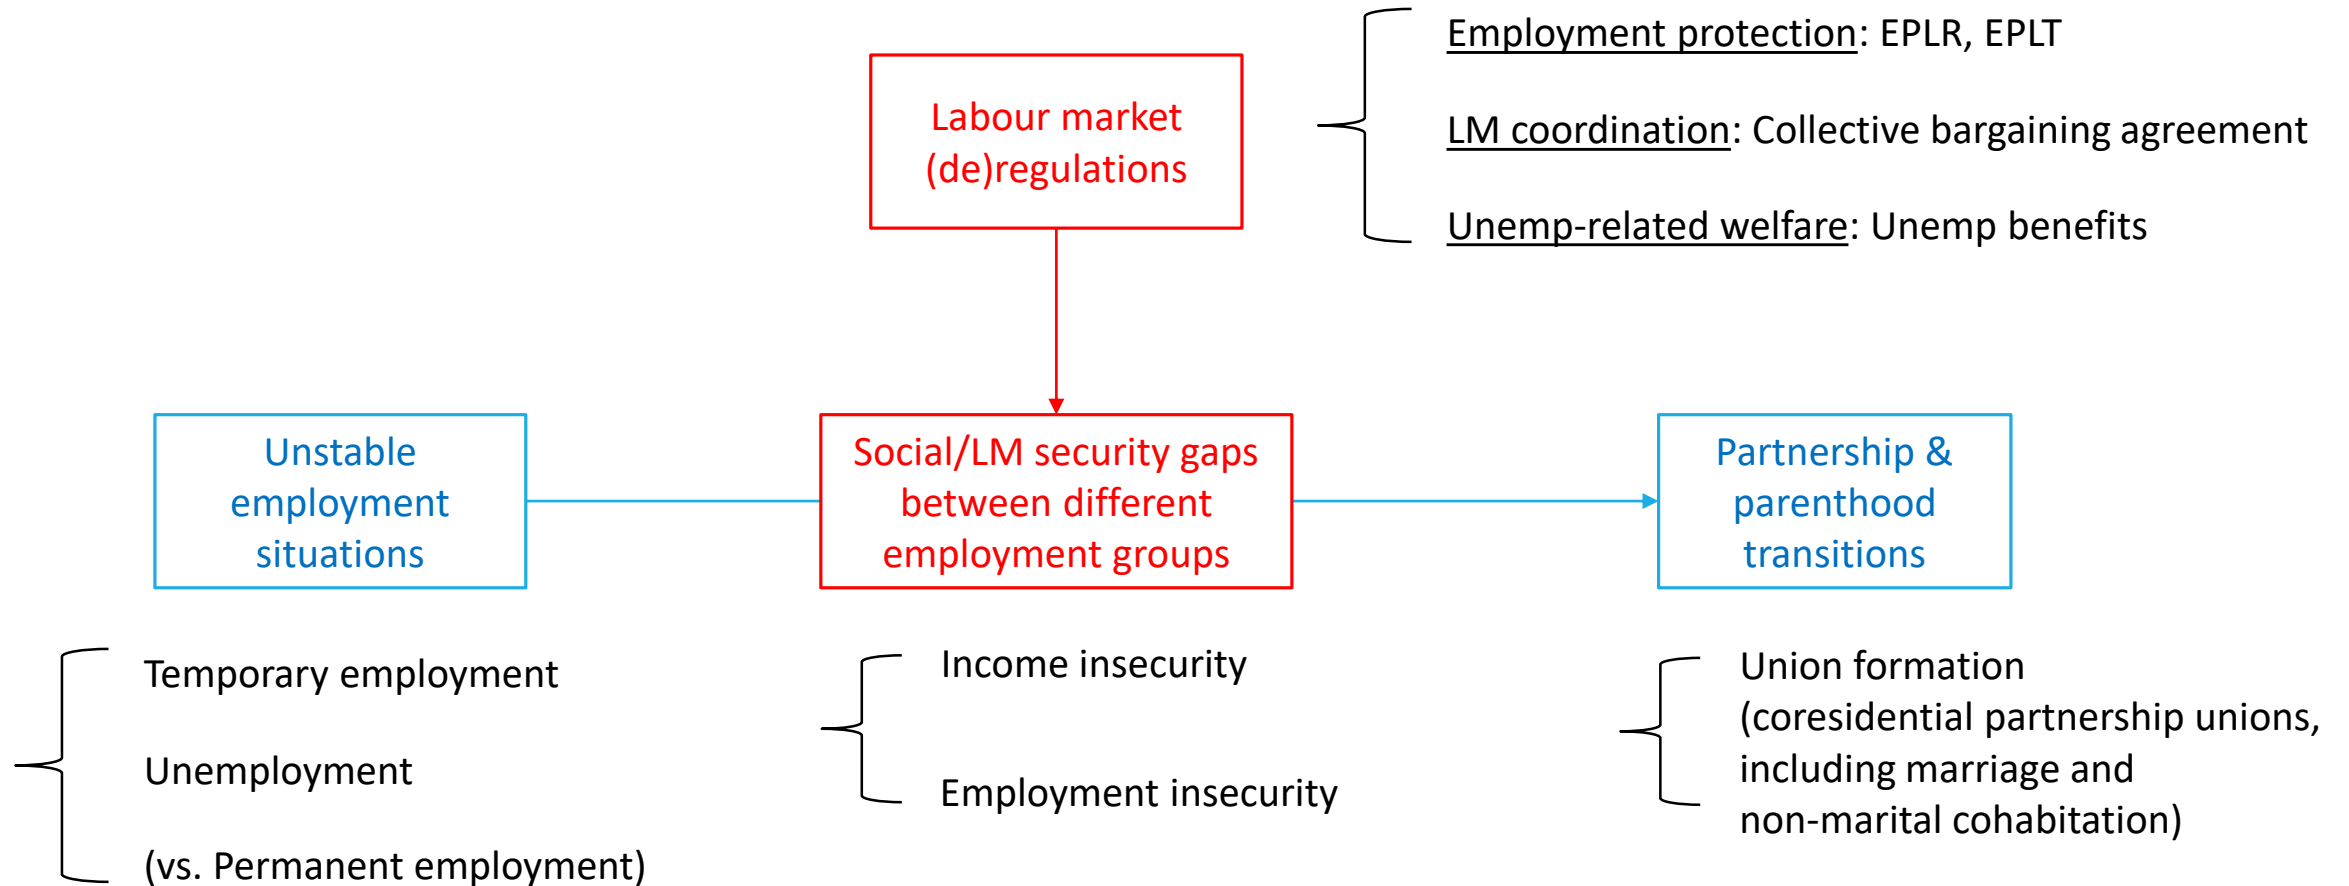 Employment protection: EPLR, EPLT
Labour market
(de)regulations
LM coordination: Collective bargaining agreement
Unemp-related welfare: Unemp benefits
Unstable
employment
situations
Social/LM security gaps
between different
employment groups
Partnership &
parenthood
transitions
Temporary employment
Unemployment
(vs. Permanent employment)
Income insecurity
Employment insecurity
Union formation
(coresidential partnership unions,
including marriage and
non-marital cohabitation)